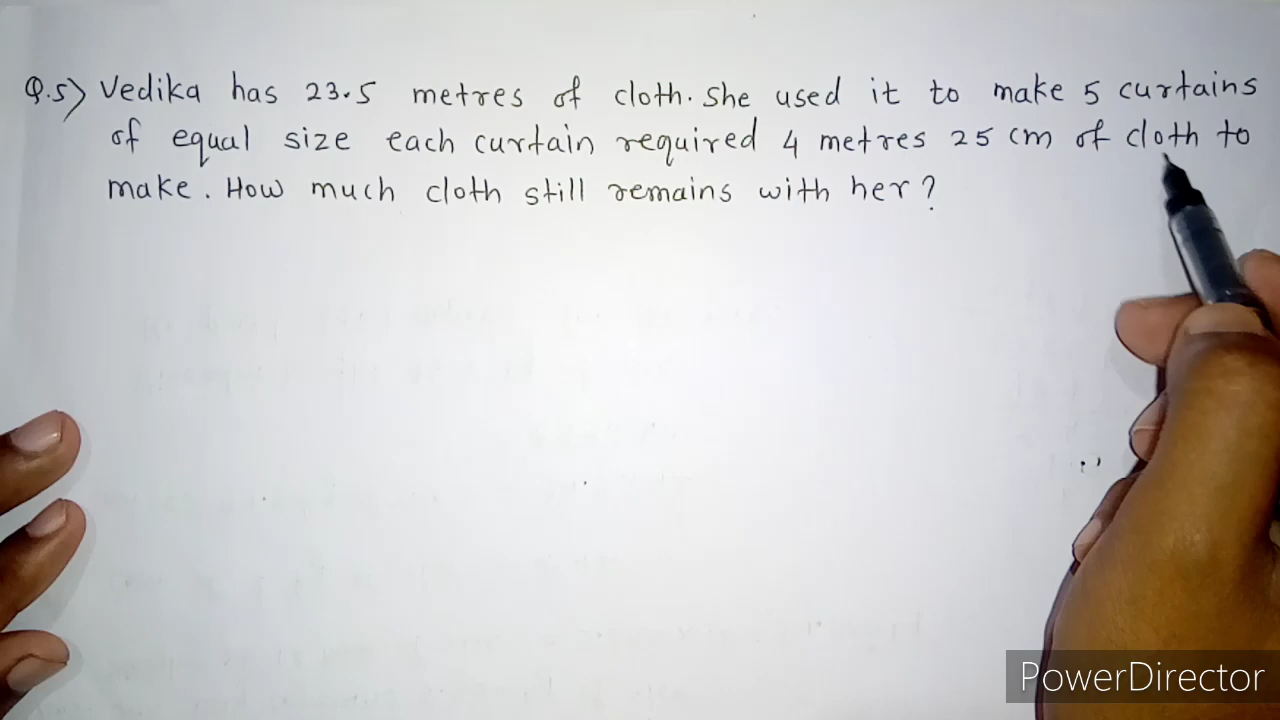 Q.5) Vedika has 23.5 metres of cloth. She used it to make 5 curtains
of equal size each curtain required 4 metres 25 cm of cloth to
make. How much cloth still remains with her?
PowerDirector